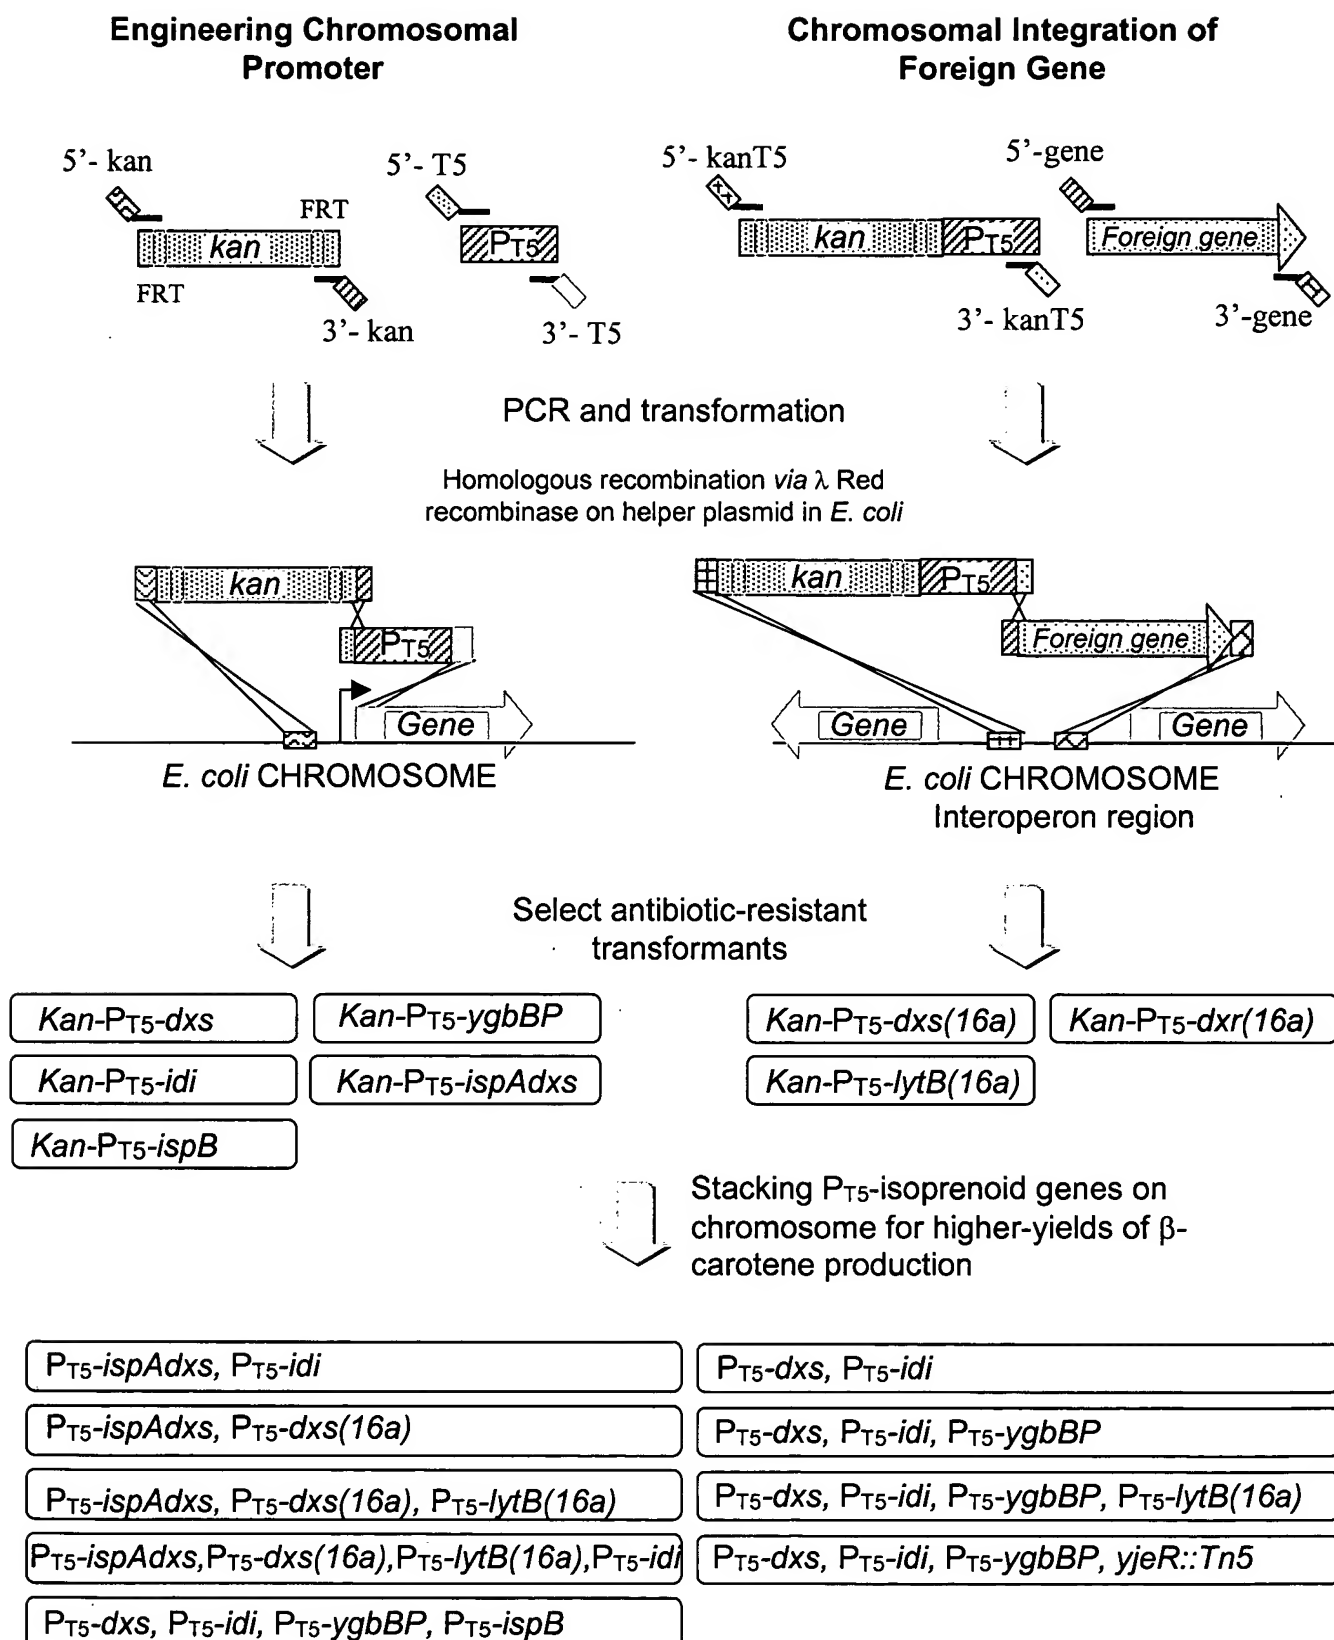 Engineering Chromosomal
Promoter
Chromosomal Integration of
Foreign Gene
5’- kan
5’- T5
5’- kanT5
5’-gene
FRT
kan
PT5
kan
PT5
Foreign gene
FRT
3’- kan
3’- T5
3’- kanT5
3’-gene
PCR and transformation
Homologous recombination via λ Red
recombinase on helper plasmid in E. coli
kan
PT5
Gene
E. coli CHROMOSOME
kan
PT5
Foreign gene
Gene
Gene
E. coli CHROMOSOME
Interoperon region
Select antibiotic-resistant
transformants
Kan-PT5-dxs
Kan-PT5-ygbBP
Kan-PT5-idi
Kan-PT5-ispAdxs
Kan-PT5-ispB
Kan-PT5-dxs(16a)
Kan-PT5-dxr(16a)
Kan-PT5-lytB(16a)
Stacking PT5-isoprenoid genes on
chromosome for higher-yields of β-
carotene production
PT5-ispAdxs, PT5-idi
PT5-ispAdxs, PT5-dxs(16a)
PT5-ispAdxs, PT5-dxs(16a), PT5-lytB(16a)
PT5-ispAdxs,PT5-dxs(16a),PT5-lytB(16a),PT5-idi
PT5-dxs, PT5-idi, PT5-ygbBP, PT5-ispB
PT5-dxs, PT5-idi
PT5-dxs, PT5-idi, PT5-ygbBP
PT5-dxs, PT5-idi, PT5-ygbBP, PT5-lytB(16a)
PT5-dxs, PT5-idi, PT5-ygbBP, yjeR::Tn5